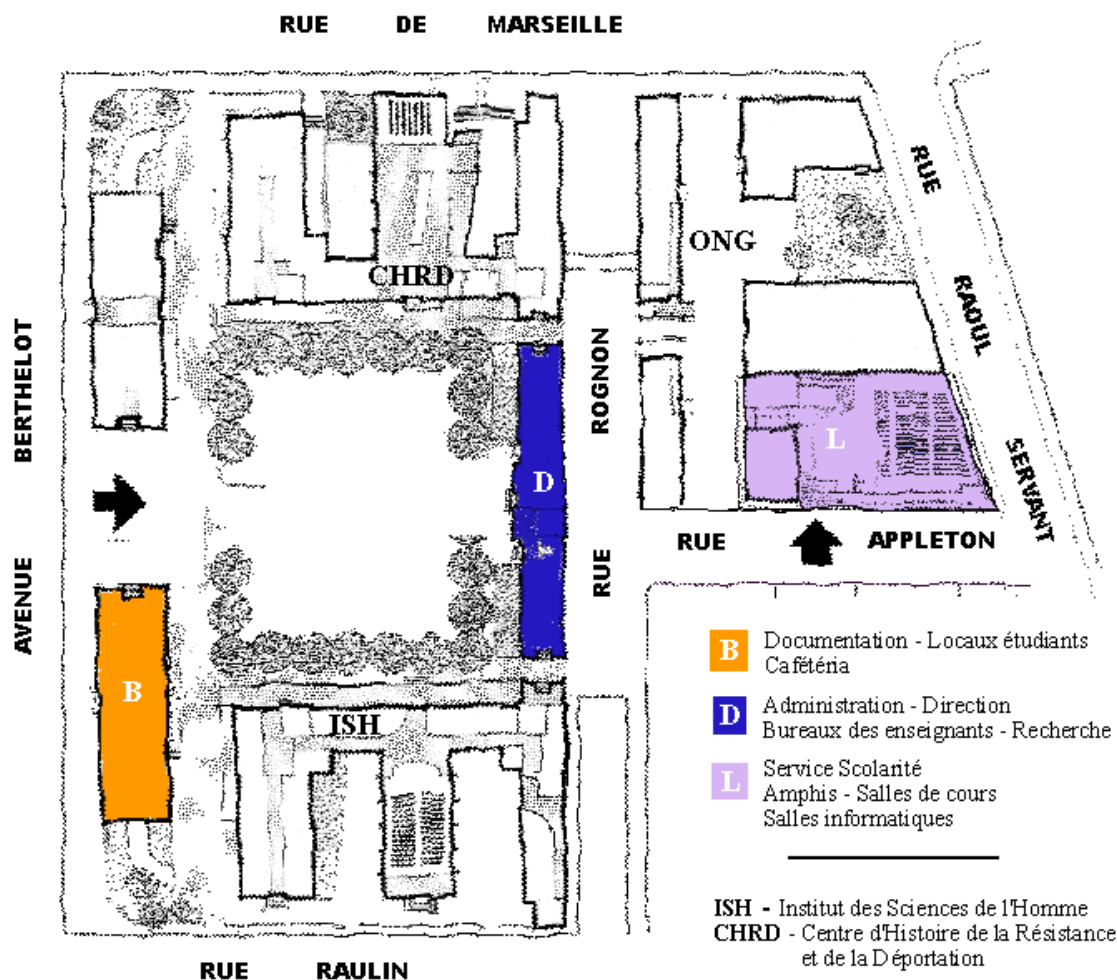 RUE DE MARSEILLE
RUE RAOUL SERVANT
ONG
CHRD
AVENUE BERTHELOT
RUE ROGNON
D
L
RUE APPLETON
B
ISH
B Documentation - Locaux étudiants
Cafétéria
D Administration - Direction
Bureaux des enseignants - Recherche
L Service Scolarité
Amphis - Salles de cours
Salles informatiques
ISH - Institut des Sciences de l'Homme
CHRD - Centre d'Histoire de la Résistance
et de la Déportation
RUE RAULIN